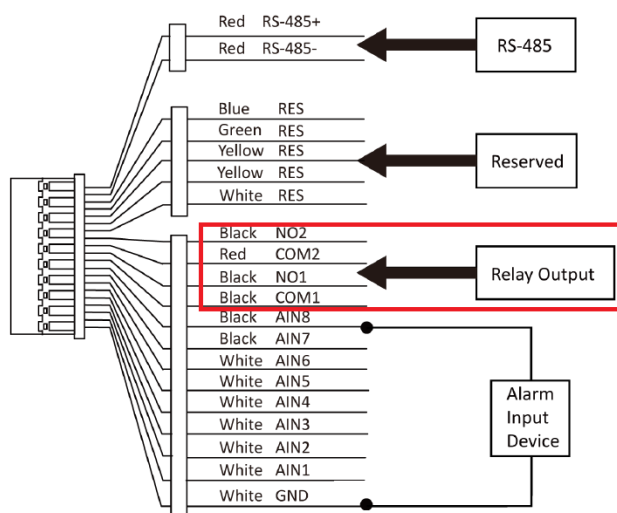 Red RS-485+
Red RS-485-
RS-485
Blue RES
Green RES
Yellow RES
Yellow RES
White RES
Reserved
Black NO2
Red COM2
Black NO1
Black COM1
Relay Output
Black AIN8
Black AIN7
White AIN6
White AIN5
White AIN4
White AIN3
White AIN2
White AIN1
White GND
Alarm
Input
Device